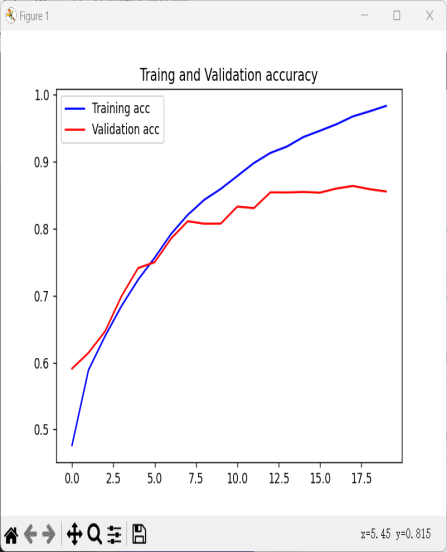 Figure 1
Traing and Validation accuracy
Training acc
Validation acc
1.0
0.9
0.8
0.7
0.6
0.5
0.0 2.5 5.0 7.5 10.0 12.5 15.0 17.5
x=5.45 y=0.815